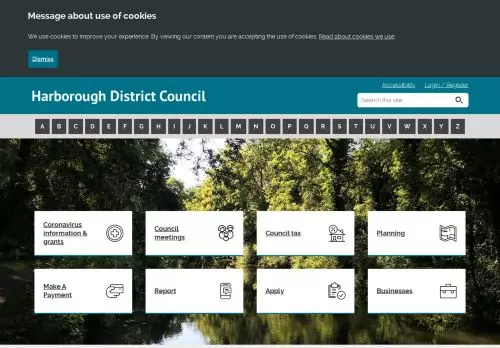 Message about use of cookies
We use cookies to improve your experience. By viewing our content you are accepting the use of cookies. Read about cookies we use
Dismiss
Accessibility Login / Register
Harborough District Council
Search this site
A B C D E F G H I J K L M N O P Q R S T U V W X Y Z
Coronavirus information & grants
Council meetings
Council tax
Planning
Make A Payment
Report
Apply
Businesses